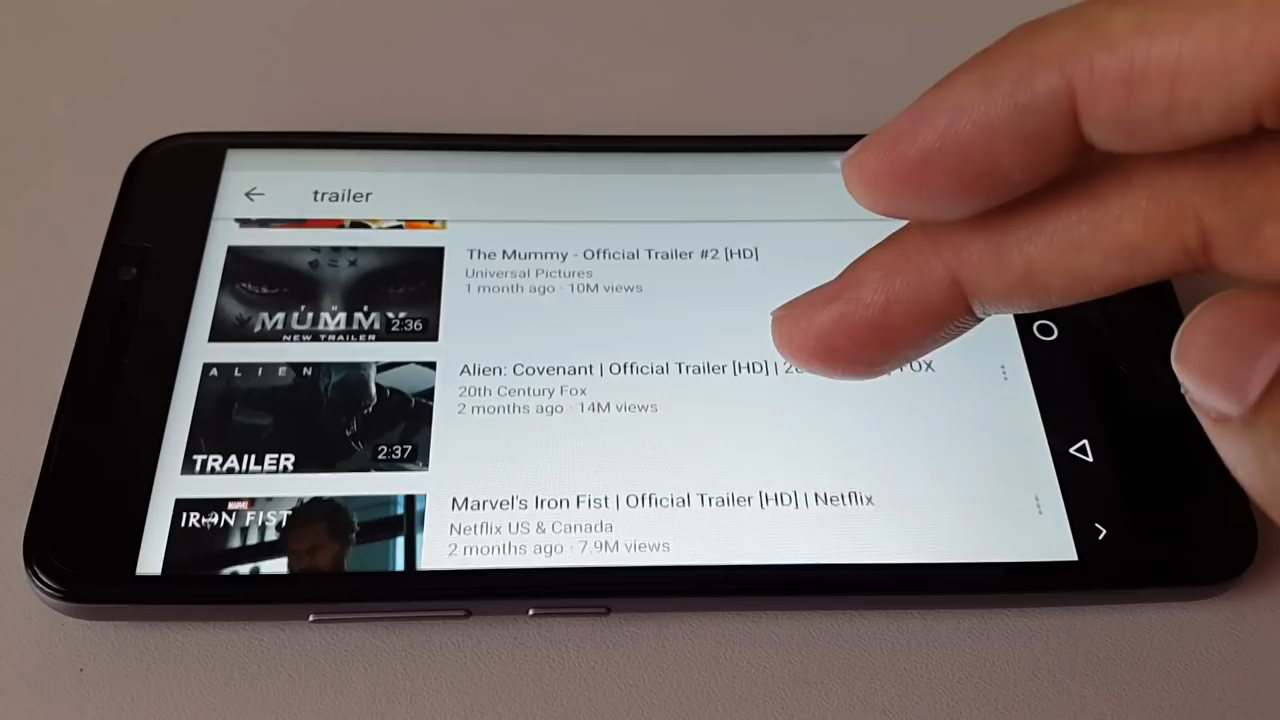 trailer
THE
MUMMY
NEW TRAILER
2:36
The Mummy - Official Trailer #2 [HD]
Universal Pictures
1 month ago · 10M views
ALIEN
TRAILER
2:37
Alien: Covenant | Official Trailer [HD] | FOX
20th Century Fox
2 months ago · 14M views
MARVEL
IRON FIST
Marvel's Iron Fist | Official Trailer [HD] | Netflix
Netflix US & Canada
2 months ago · 7.9M views